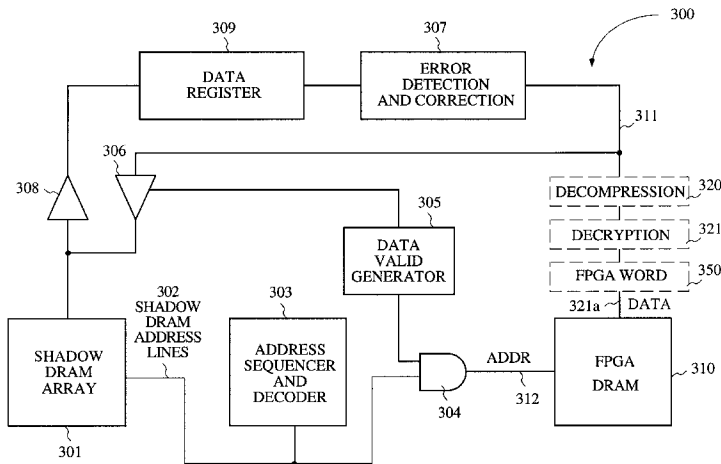 300
309
DATA
REGISTER
307
ERROR
DETECTION
AND CORRECTION
311
306
308
DECOMPRESSION
320
305
DATA
VALID
GENERATOR
DECRYPTION
321
FPGA WORD
350
321a
DATA
302
SHADOW
DRAM
ADDRESS
LINES
303
ADDRESS
SEQUENCER
AND
DECODER
SHADOW
DRAM
ARRAY
301
304
ADDR
312
FPGA
DRAM
310